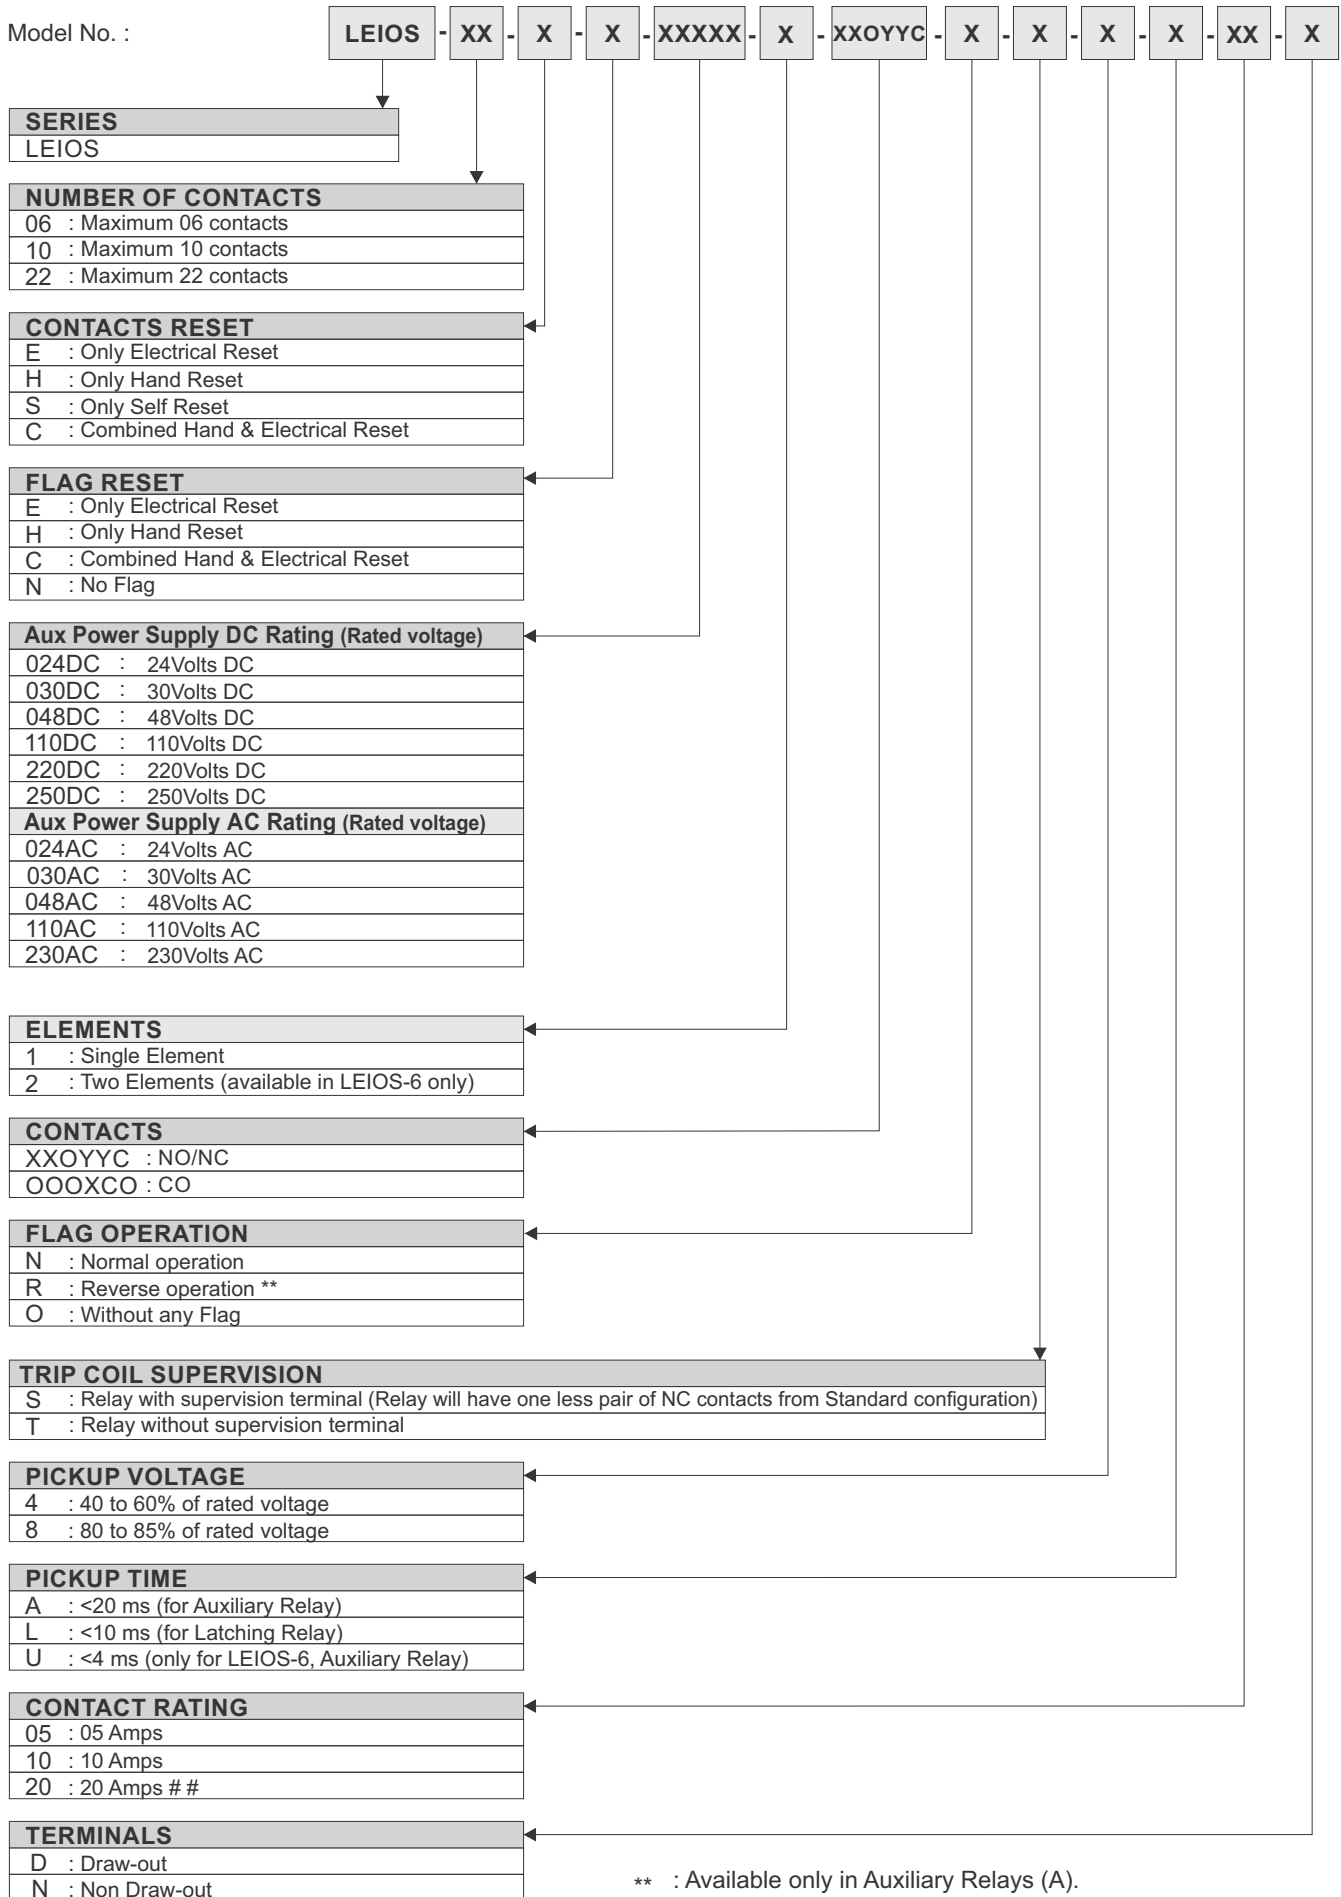 Model No. : LEIOS - XX - X - X - XXXXX - X - XXOYYC - X - X - X - X - XX - X
SERIES
LEIOS
NUMBER OF CONTACTS
06 : Maximum 06 contacts
10 : Maximum 10 contacts
22 : Maximum 22 contacts
CONTACTS RESET
E : Only Electrical Reset
H : Only Hand Reset
S : Only Self Reset
C : Combined Hand & Electrical Reset
FLAG RESET
E : Only Electrical Reset
H : Only Hand Reset
C : Combined Hand & Electrical Reset
N : No Flag
Aux Power Supply DC Rating (Rated voltage)
024DC : 24Volts DC
030DC : 30Volts DC
048DC : 48Volts DC
110DC : 110Volts DC
220DC : 220Volts DC
250DC : 250Volts DC
Aux Power Supply AC Rating (Rated voltage)
024AC : 24Volts AC
030AC : 30Volts AC
048AC : 48Volts AC
110AC : 110Volts AC
230AC : 230Volts AC
ELEMENTS
1 : Single Element
2 : Two Elements (available in LEIOS-6 only)
CONTACTS
XXOYYC : NO/NC
OOOXCO : CO
FLAG OPERATION
N : Normal operation
R : Reverse operation **
O : Without any Flag
TRIP COIL SUPERVISION
S : Relay with supervision terminal (Relay will have one less pair of NC contacts from Standard configuration)
T : Relay without supervision terminal
PICKUP VOLTAGE
4 : 40 to 60% of rated voltage
8 : 80 to 85% of rated voltage
PICKUP TIME
A : <20 ms (for Auxiliary Relay)
L : <10 ms (for Latching Relay)
U : <4 ms (only for LEIOS-6, Auxiliary Relay)
CONTACT RATING
05 : 05 Amps
10 : 10 Amps
20 : 20 Amps # #
TERMINALS
D : Draw-out
N : Non Draw-out
** : Available only in Auxiliary Relays (A).